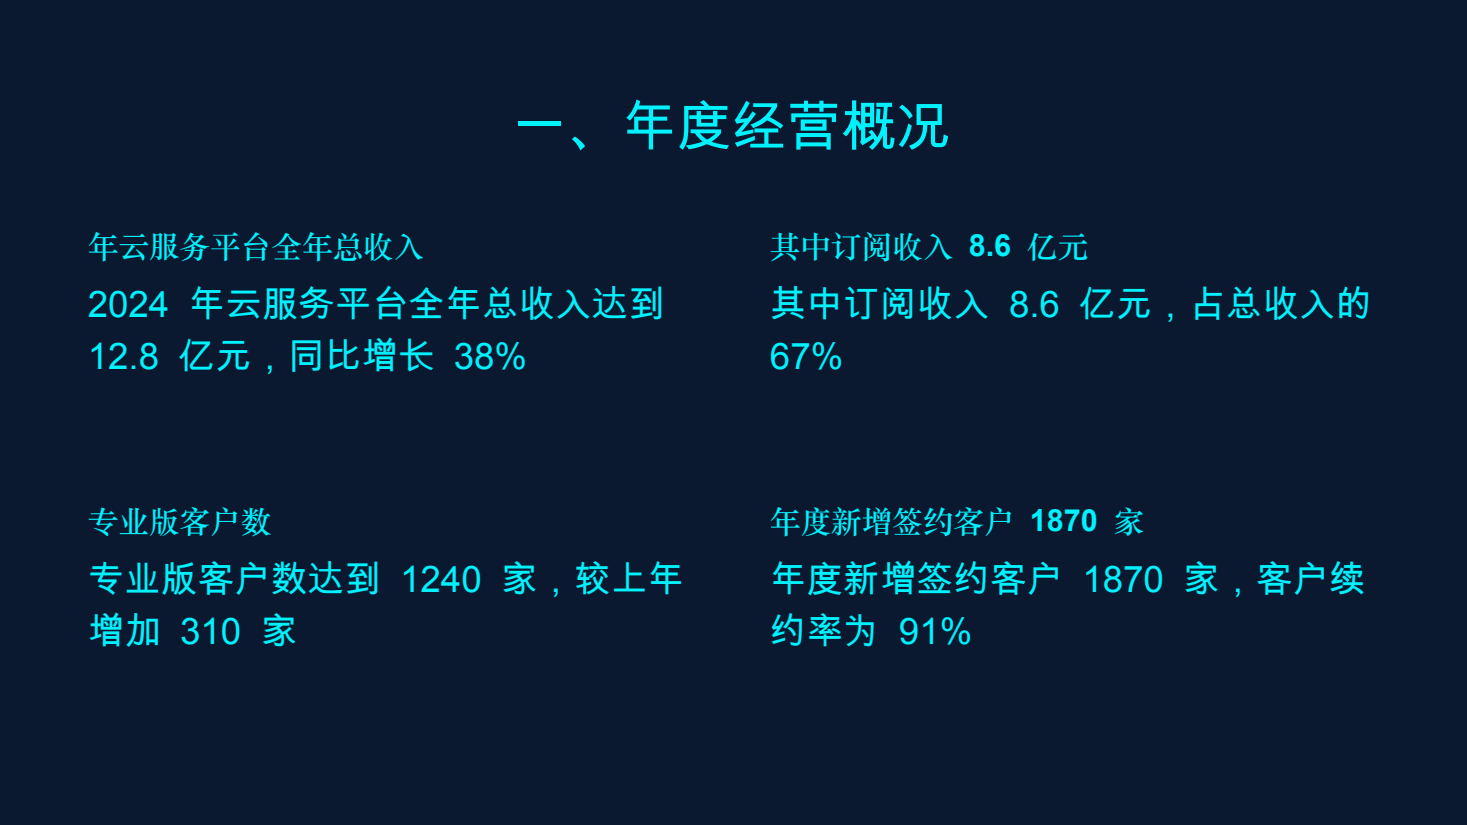 一、年度经营概况
年云服务平台全年总收入
2024 年云服务平台全年总收入达到
12.8 亿元，同比增长 38%
其中订阅收入 8.6 亿元
其中订阅收入 8.6 亿元，占总收入的
67%
专业版客户数
专业版客户数达到 1240 家，较上年
增加 310 家
年度新增签约客户 1870 家
年度新增签约客户 1870 家，客户续
约率为 91%